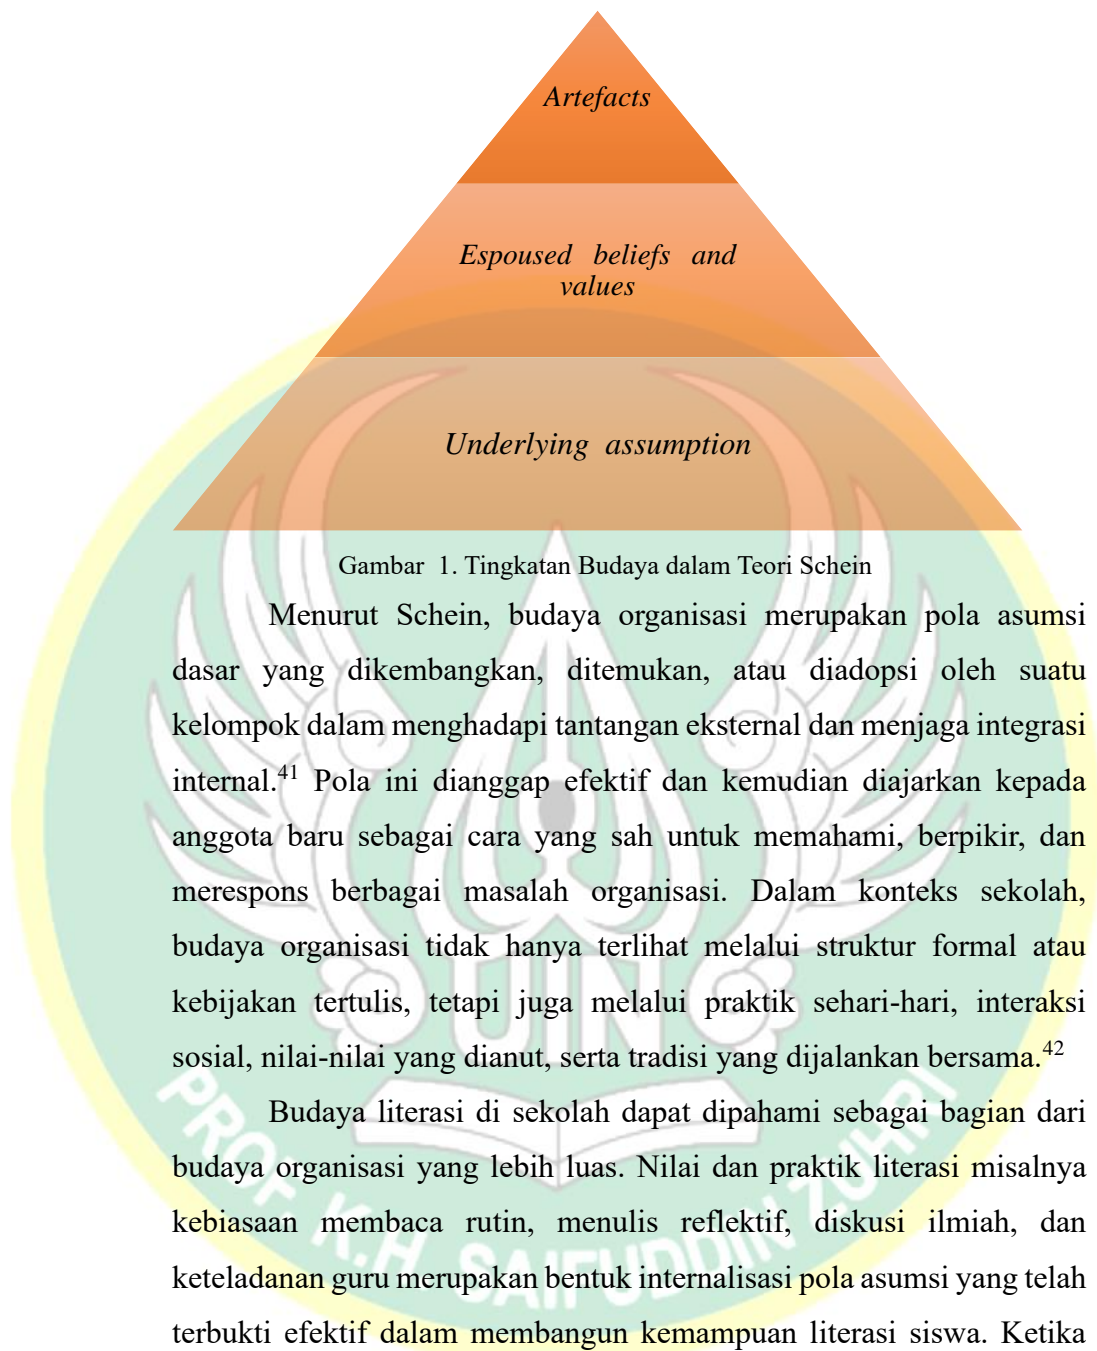 Artefacts
Espoused beliefs and
values
Underlying assumption
Gambar 1. Tingkatan Budaya dalam Teori Schein
Menurut Schein, budaya organisasi merupakan pola asumsi
dasar yang dikembangkan, ditemukan, atau diadopsi oleh suatu
kelompok dalam menghadapi tantangan eksternal dan menjaga integrasi
internal.41 Pola ini dianggap efektif dan kemudian diajarkan kepada
anggota baru sebagai cara yang sah untuk memahami, berpikir, dan
merespons berbagai masalah organisasi. Dalam konteks sekolah,
budaya organisasi tidak hanya terlihat melalui struktur formal atau
kebijakan tertulis, tetapi juga melalui praktik sehari-hari, interaksi
sosial, nilai-nilai yang dianut, serta tradisi yang dijalankan bersama.42
Budaya literasi di sekolah dapat dipahami sebagai bagian dari
budaya organisasi yang lebih luas. Nilai dan praktik literasi misalnya
kebiasaan membaca rutin, menulis reflektif, diskusi ilmiah, dan
keteladanan guru merupakan bentuk internalisasi pola asumsi yang telah
terbukti efektif dalam membangun kemampuan literasi siswa. Ketika
UIN
PROF. K.H. SAIFUDDIN ZUHRI